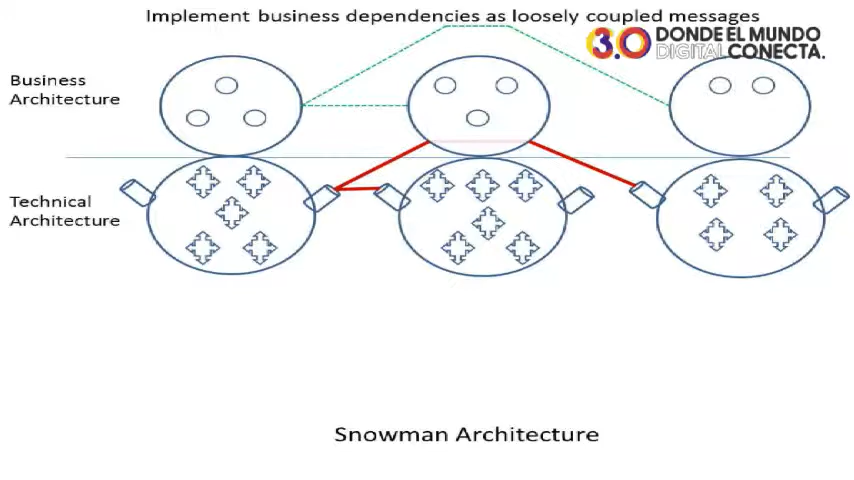 Implement business dependencies as loosely coupled messages
3.0 DONDE EL MUNDO
DIGITAL CONECTA.
Business
Architecture
Technical
Architecture
Snowman Architecture